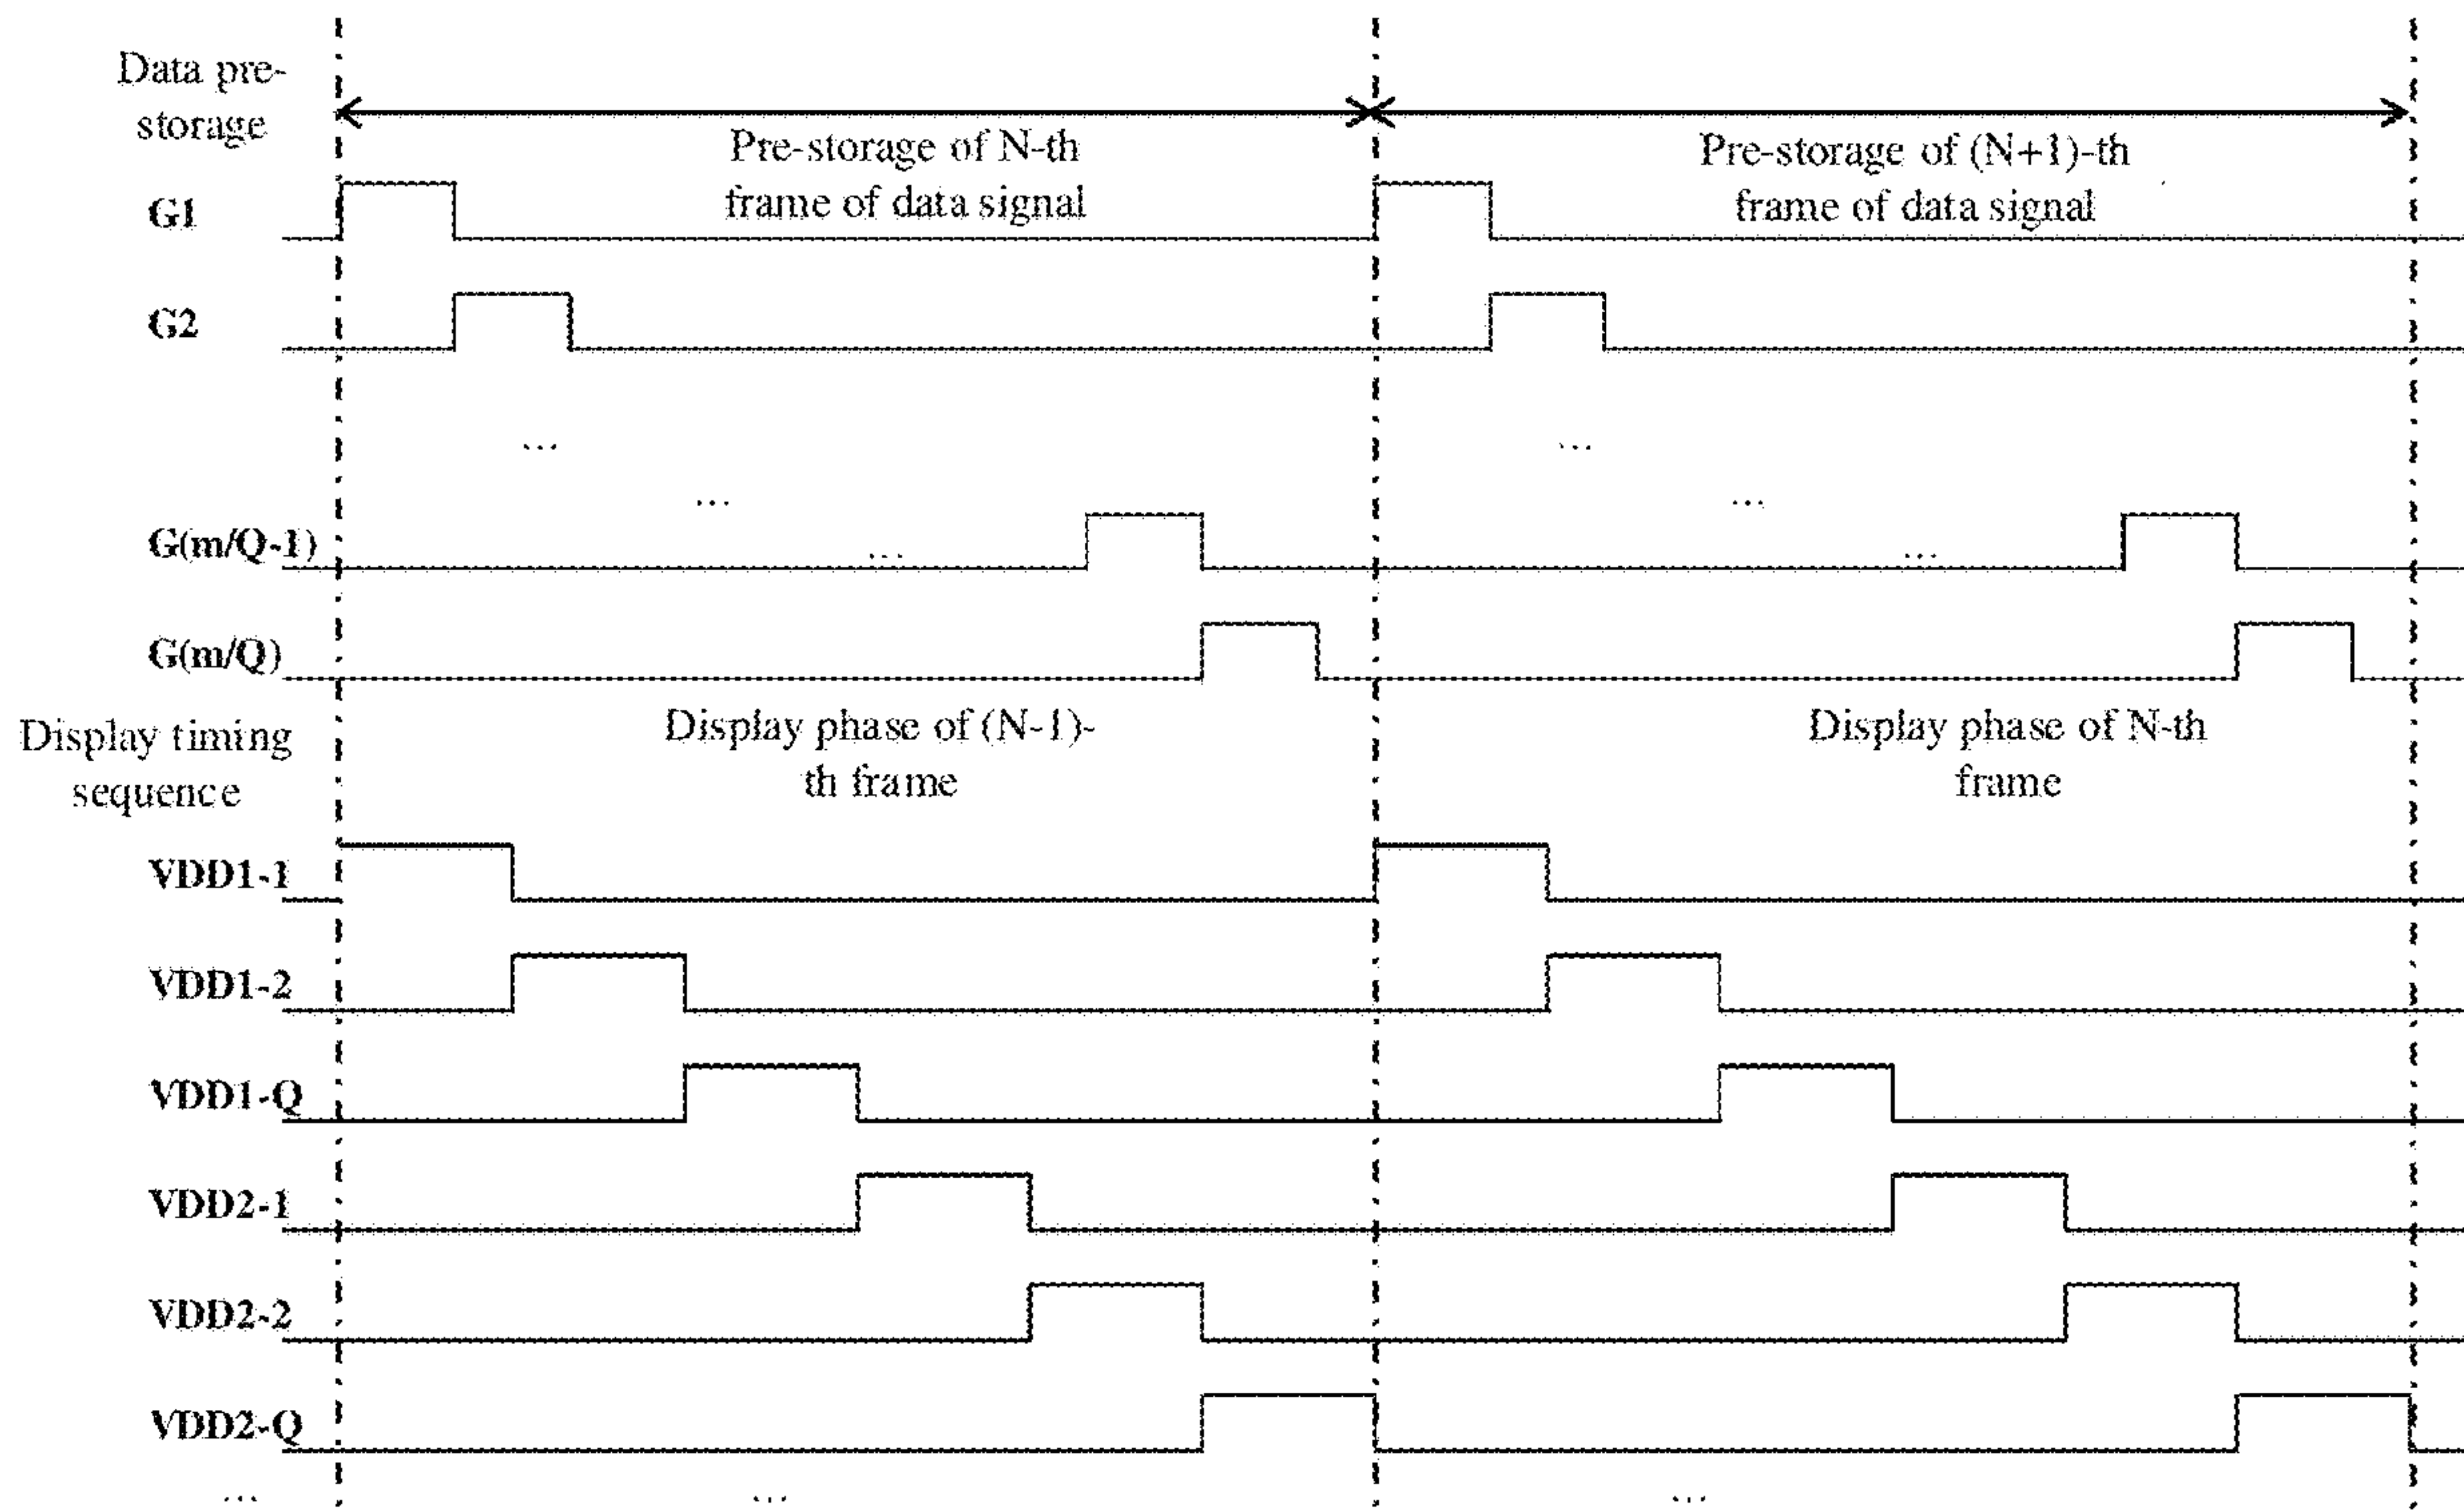 Data pre-
storage
Pre-storage of N-th
frame of data signal
Pre-storage of (N+1)-th
frame of data signal
G1
G2
...
...
...
...
G(m/Q-1)
...
...
G(m/Q)
Display timing
sequence
Display phase of (N-1)-
th frame
Display phase of N-th
frame
VDD1-1
VDD1-2
VDD1-Q
VDD2-1
VDD2-2
VDD2-Q
... ... ...